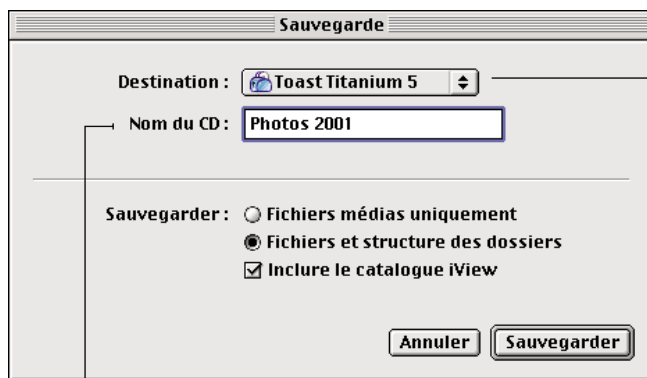 Sauvegarde
Destination : Toast Titanium 5
Nom du CD : Photos 2001
Sauvegarder : Fichiers médias uniquement
Fichiers et structure des dossiers
Inclure le catalogue iView
Annuler Sauvegarder